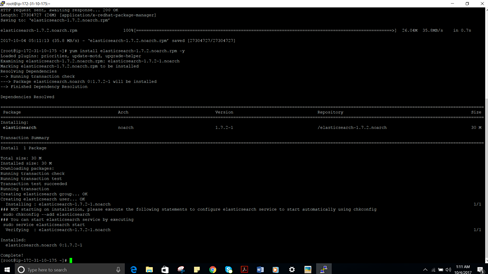 root@ip-172-31-10-175:~
HTTP request sent, awaiting response... 200 OK
Length: 27304727 (26M) [application/x-redhat-package-manager]
Saving to: 'elasticsearch-1.7.2.noarch.rpm'
elasticsearch-1.7.2.noarch.rpm 100%[===>] 26.04M 35.8MB/s in 0.7s
2017-10-04 05:11:13 (35.8 MB/s) - 'elasticsearch-1.7.2.noarch.rpm' saved [27304727/27304727]
[root@ip-172-31-10-175 ~]# yum install elasticsearch-1.7.2.noarch.rpm -y
Loaded plugins: priorities, update-motd, upgrade-helper
Examining elasticsearch-1.7.2.noarch.rpm: elasticsearch-1.7.2-1.noarch
Marking elasticsearch-1.7.2.noarch.rpm to be installed
Resolving Dependencies
--> Running transaction check
---> Package elasticsearch.noarch 0:1.7.2-1 will be installed
--> Finished Dependency Resolution
Dependencies Resolved
Package Arch Version Repository Size
Installing:
elasticsearch noarch 1.7.2-1 /elasticsearch-1.7.2.noarch 30 M
Transaction Summary
Install 1 Package
Total size: 30 M
Installed size: 30 M
Downloading packages:
Running transaction check
Running transaction test
Transaction test succeeded
Running transaction
Creating elasticsearch group... OK
Creating elasticsearch user... OK
Installing : elasticsearch-1.7.2-1.noarch 1/1
### NOT starting on installation, please execute the following statements to configure elasticsearch service to start automatically using chkconfig
sudo chkconfig --add elasticsearch
### You can start elasticsearch service by executing
sudo service elasticsearch start
Verifying : elasticsearch-1.7.2-1.noarch 1/1
Installed:
elasticsearch.noarch 0:1.7.2-1
Complete!
[root@ip-172-31-10-175 ~]#
Type here to search